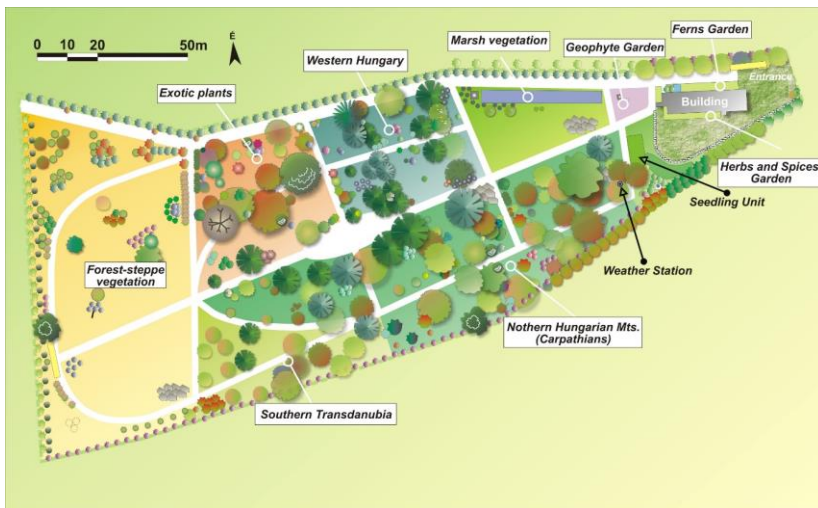 0 10 20 50m
É
Ferns Garden
Marsh vegetation
Geophyte Garden
Western Hungary
Entrance
Exotic plants
Building
Herbs and Spices
Garden
Seedling Unit
Forest-steppe
vegetation
Weather Station
Nothern Hungarian Mts.
(Carpathians)
Southern Transdanubia